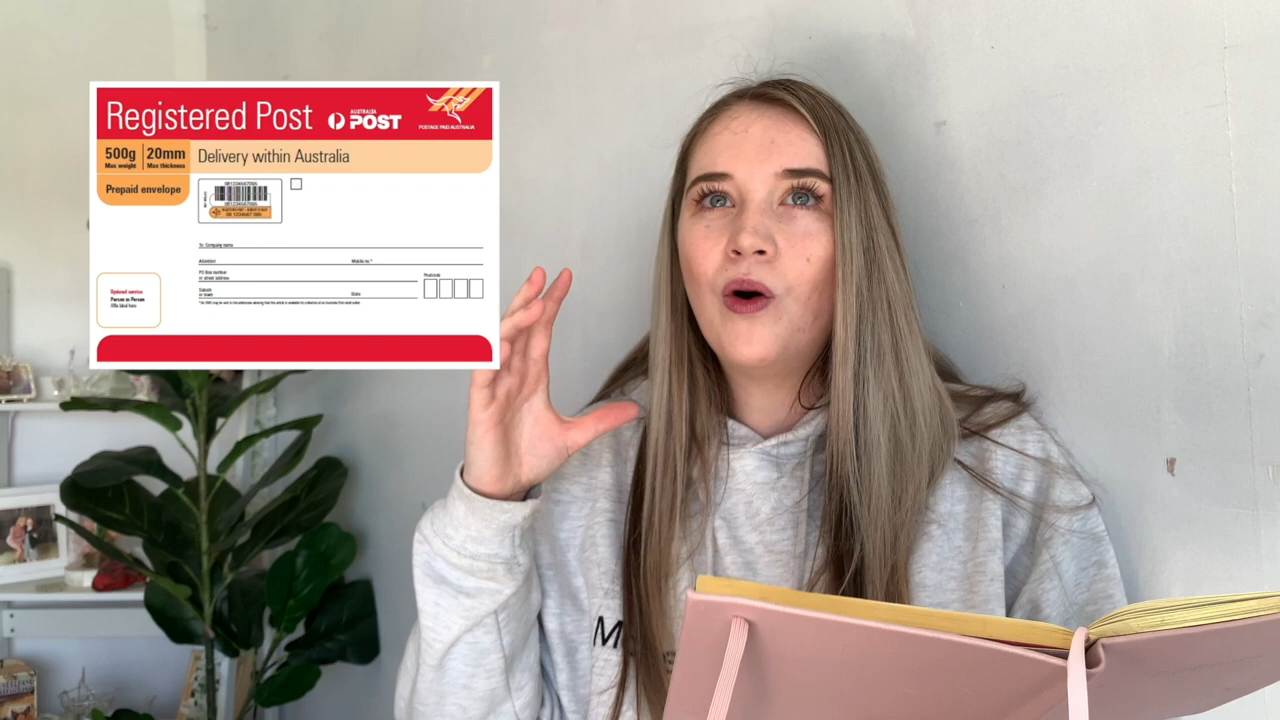 Registered Post
AUSTRALIA
POST
POSTAGE PAID AUSTRALIA
500g
Max weight
20mm
Max thickness
Delivery within Australia
Prepaid envelope
To: Company name
Attention
Mobile no.*
PO Box number
or street address
Postcode
Suburb
or town
State
Optional service
Person to Person
Affix label here
M